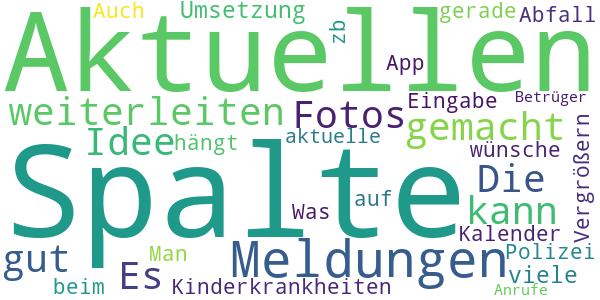 Auch Umsetzung zb gerade Abfall
Aktuellen
App
weiterleiten Fotos Eingabe Betrüger
Idee hängt aktuelle gemacht
wünsche Vergrößern
Spalte Die
auf kann
Was Kalender
gut Es Man Meldungen Polizei
beim Kinderkrankheiten viele
Anrufe